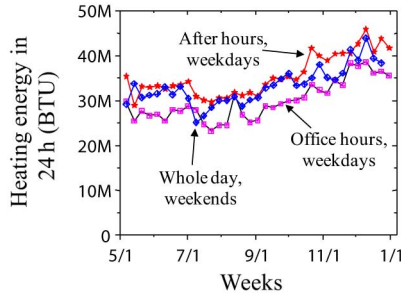 Heating energy in
24 h (BTU)
50M
40M
30M
20M
10M
0
After hours,
weekdays
Office hours,
weekdays
Whole day,
weekends
5/1 7/1 9/1 11/1 1/1
Weeks